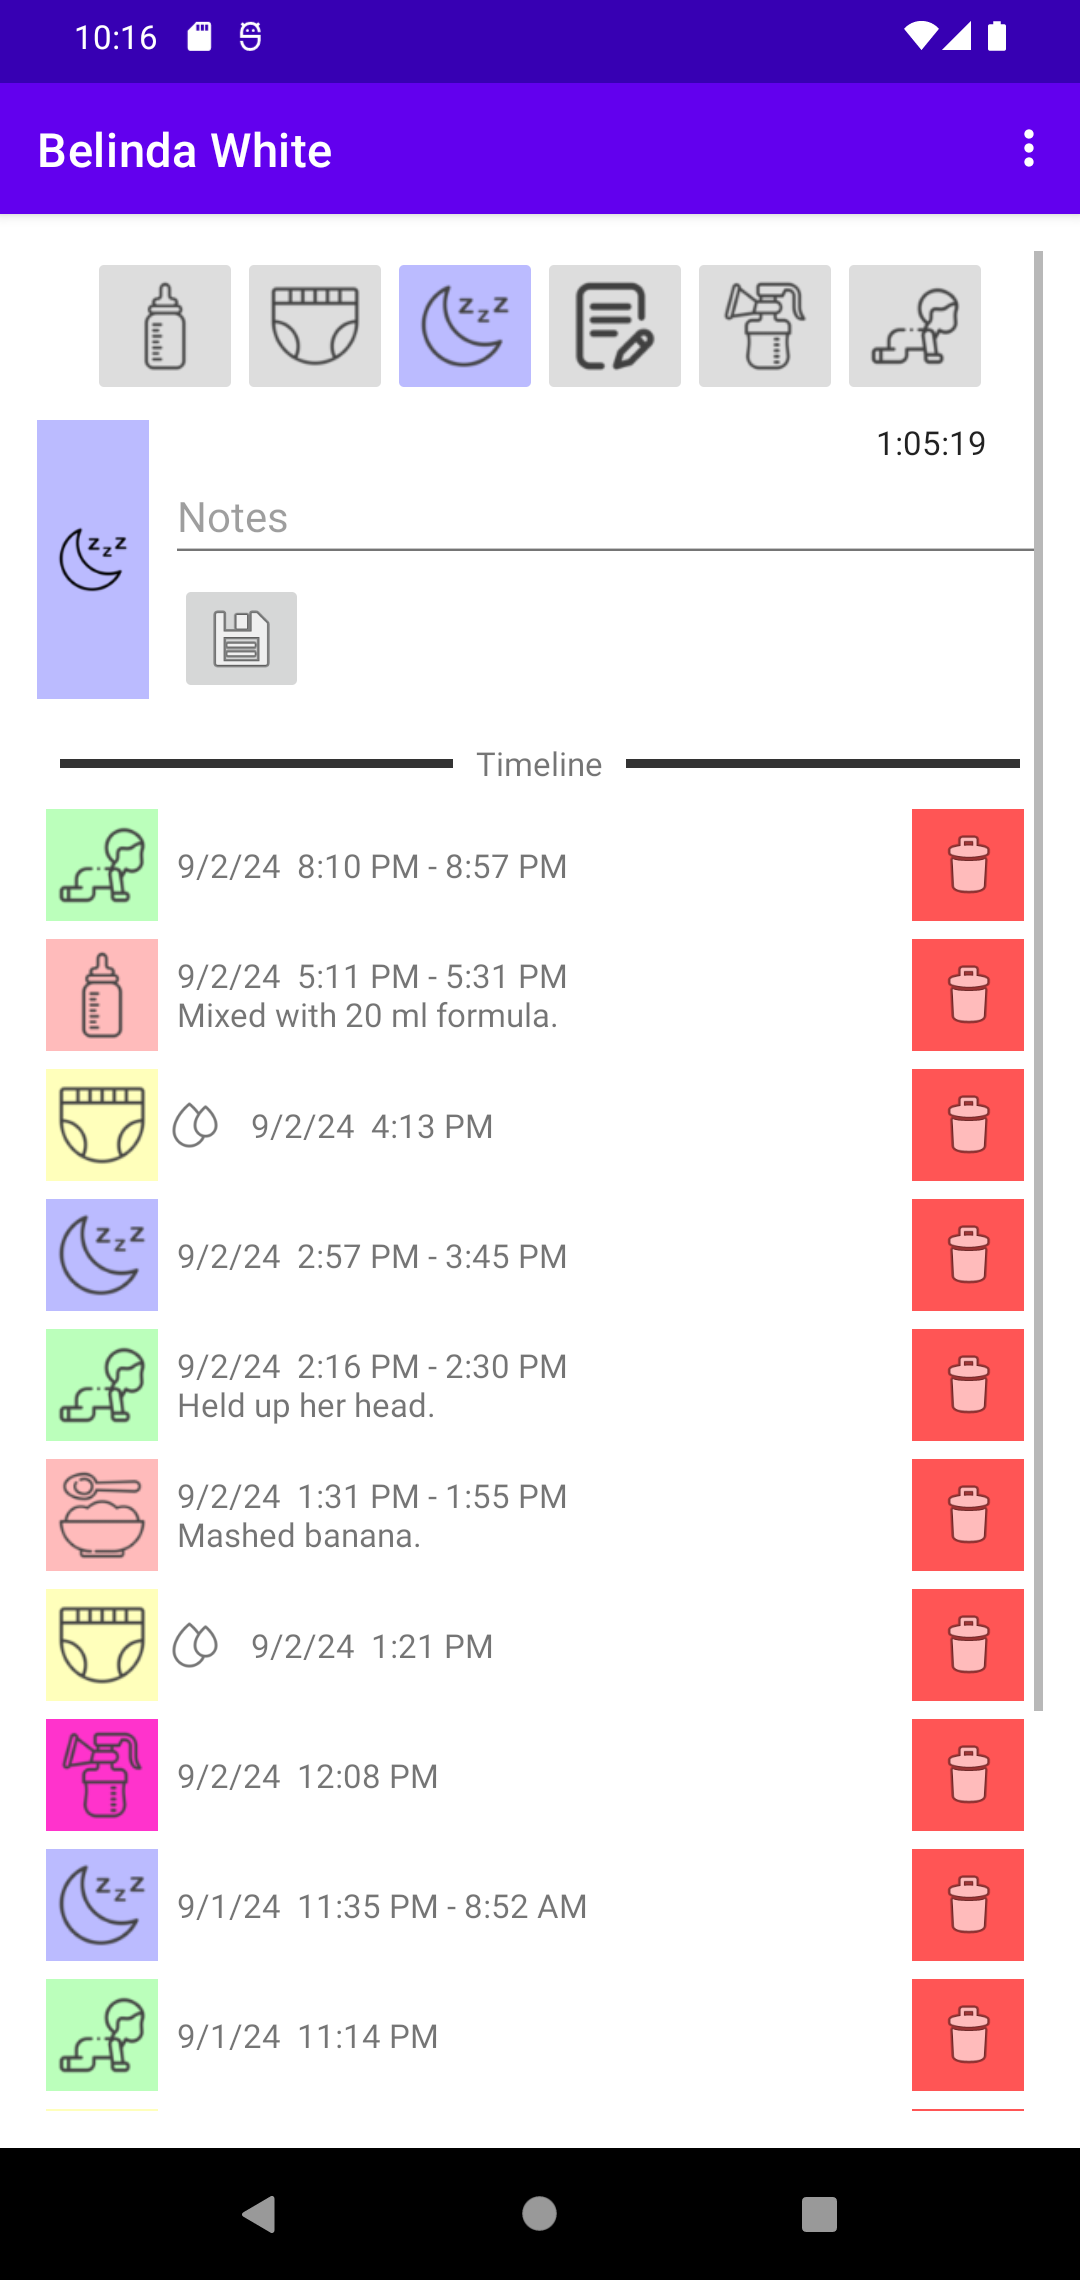 10:16
Belinda White
1:05:19
Notes
Timeline
9/2/24 8:10 PM - 8:57 PM
9/2/24 5:11 PM - 5:31 PM
Mixed with 20 ml formula.
9/2/24 4:13 PM
9/2/24 2:57 PM - 3:45 PM
9/2/24 2:16 PM - 2:30 PM
Held up her head.
9/2/24 1:31 PM - 1:55 PM
Mashed banana.
9/2/24 1:21 PM
9/2/24 12:08 PM
9/1/24 11:35 PM - 8:52 AM
9/1/24 11:14 PM